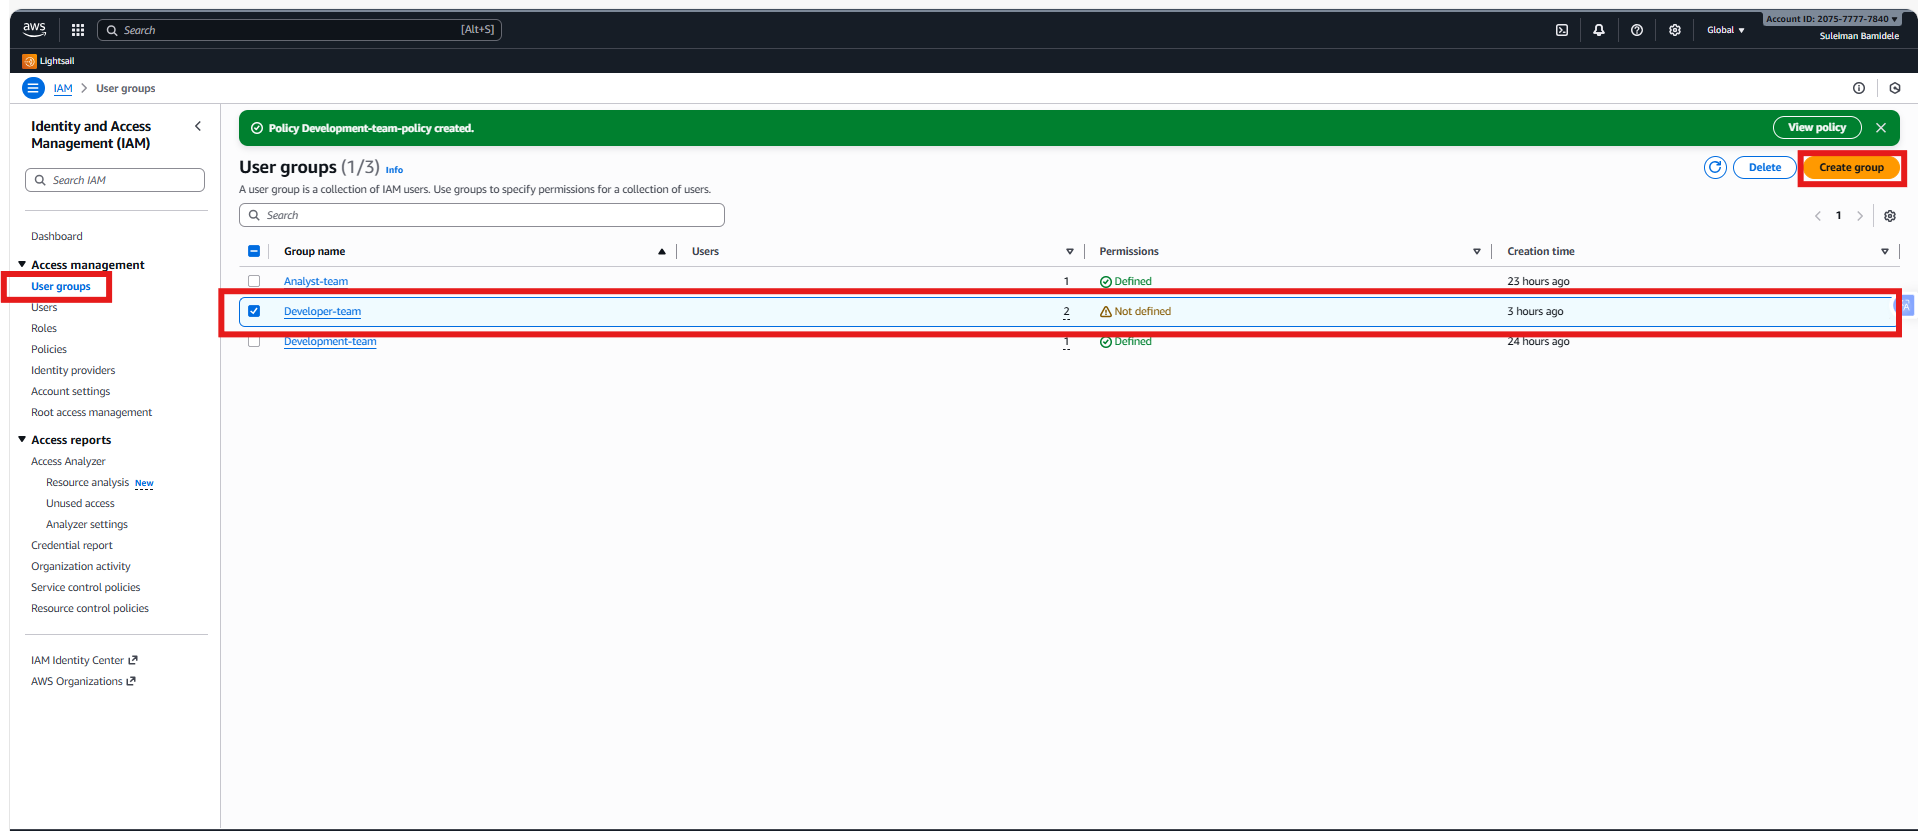 aws
Search [Alt+S]
Global ▼
Account ID: 2075-7777-7840 ▼
Suleiman Bamidele
Lightsail
IAM > User groups
Identity and Access Management (IAM)
Search IAM
Dashboard
Access management
User groups
Users
Roles
Policies
Identity providers
Account settings
Root access management
Access reports
Access Analyzer
Resource analysis New
Unused access
Analyzer settings
Credential report
Organization activity
Service control policies
Resource control policies
IAM Identity Center
AWS Organizations
Policy Development-team-policy created.
View policy
User groups (1/3) Info
Delete
Create group
A user group is a collection of IAM users. Use groups to specify permissions for a collection of users.
Search
1
Group name Users Permissions Creation time
Analyst-team 1 Defined 23 hours ago
Developer-team 2 Not defined 3 hours ago
Development-team 1 Defined 24 hours ago